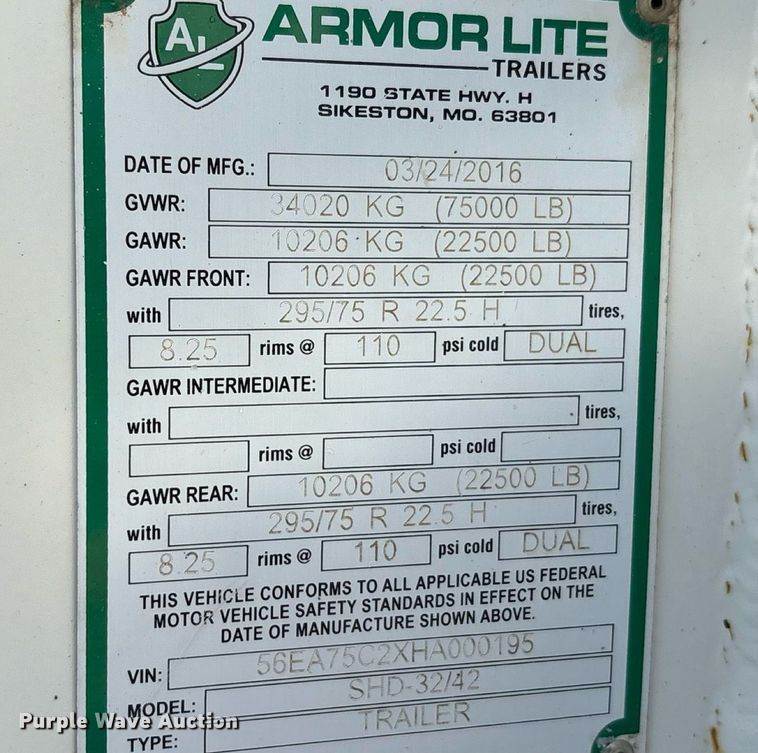 AL
ARMOR LITE
TRAILERS
1190 STATE HWY. H
SIKESTON, MO. 63801
DATE OF MFG.: 03/24/2016
GVWR: 34020 KG (75000 LB)
GAWR: 10206 KG (22500 LB)
GAWR FRONT: 10206 KG (22500 LB)
with 295/75 R 22.5 H tires,
8.25 rims @ 110 psi cold DUAL
GAWR INTERMEDIATE:
with tires,
rims @ psi cold
GAWR REAR: 10206 KG (22500 LB)
with 295/75 R 22.5 H tires,
8.25 rims @ 110 psi cold DUAL
THIS VEHICLE CONFORMS TO ALL APPLICABLE US FEDERAL
MOTOR VEHICLE SAFETY STANDARDS IN EFFECT ON THE
DATE OF MANUFACTURE SHOWN ABOVE.
VIN: 56EA75C2XHA000195
MODEL: SHD-32/42
TYPE: TRAILER
Purple Wave Auction